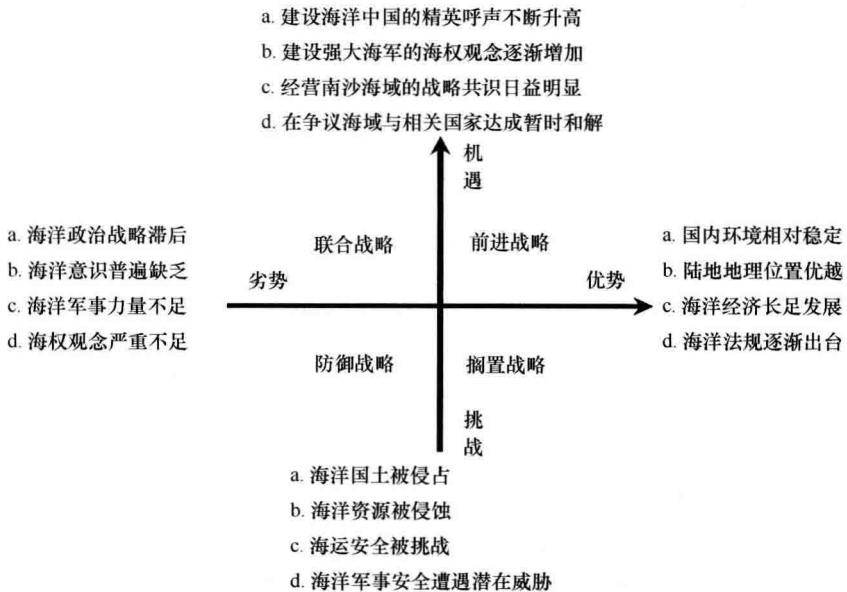 a. 建设海洋中国的精英呼声不断升高
b. 建设强大海军的海权观念逐渐增加
c. 经营南沙海域的战略共识日益明显
d. 在争议海域与相关国家达成暂时和解
机
遇
a. 海洋政治战略滞后
b. 海洋意识普遍缺乏
c. 海洋军事力量不足
d. 海权观念严重不足
联合战略
前进战略
劣势
优势
a. 国内环境相对稳定
b. 陆地地理位置优越
c. 海洋经济长足发展
d. 海洋法规逐渐出台
防御战略
搁置战略
挑
战
a. 海洋国土被侵占
b. 海洋资源被侵蚀
c. 海运安全被挑战
d. 海洋军事安全遭遇潜在威胁